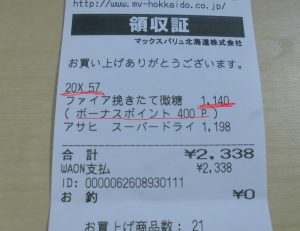 http://www.mv-hokkaido.co.jp/
領収証
マックスバリュ北海道株式会社
お買い上げありがとうございます。
20X 57
ファイア挽きたて微糖 1,140
( ボーナスポイント 400 P )
アサヒ スーパードライ 1,198
合計 ¥2,338
WAON支払 ¥2,338
ID: 0000062608930111
お釣 ¥0
お買上げ商品数: 21